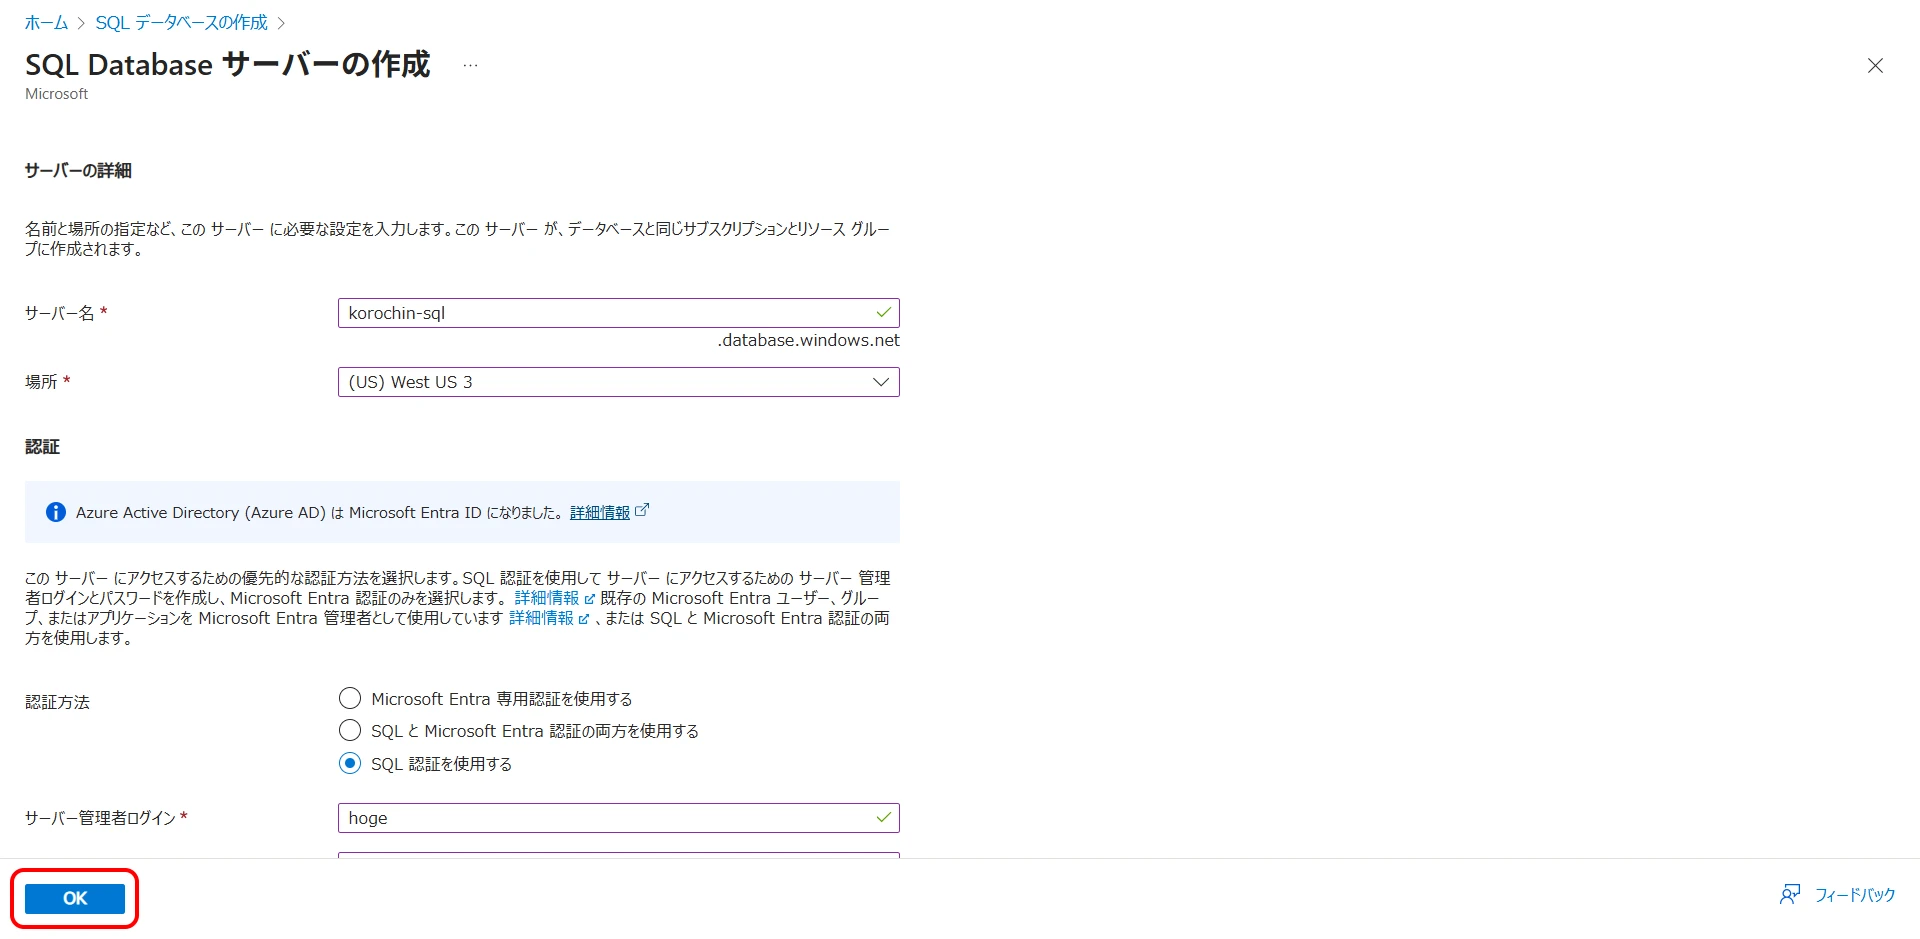 ホーム > SQL データベースの作成 >
SQL Database サーバーの作成 ...
Microsoft
サーバーの詳細
名前と場所の指定など、この サーバー に必要な設定を入力します。この サーバー が、データベースと同じサブスクリプションとリソース グルー
プに作成されます。
サーバー名 *
korochin-sql
.database.windows.net
場所 *
(US) West US 3
認証
Azure Active Directory (Azure AD) は Microsoft Entra ID になりました。 詳細情報
この サーバー にアクセスするための優先的な認証方法を選択します。SQL 認証を使用して サーバー にアクセスするための サーバー 管理
者ログインとパスワードを作成し、Microsoft Entra 認証のみを選択します。 詳細情報 既存の Microsoft Entra ユーザー、グルー
プ、またはアプリケーションを Microsoft Entra 管理者として使用しています 詳細情報 、または SQL と Microsoft Entra 認証の両
方を使用します。
認証方法
Microsoft Entra 専用認証を使用する
SQL と Microsoft Entra 認証の両方を使用する
SQL 認証を使用する
サーバー管理者ログイン *
hoge
OK
フィードバック